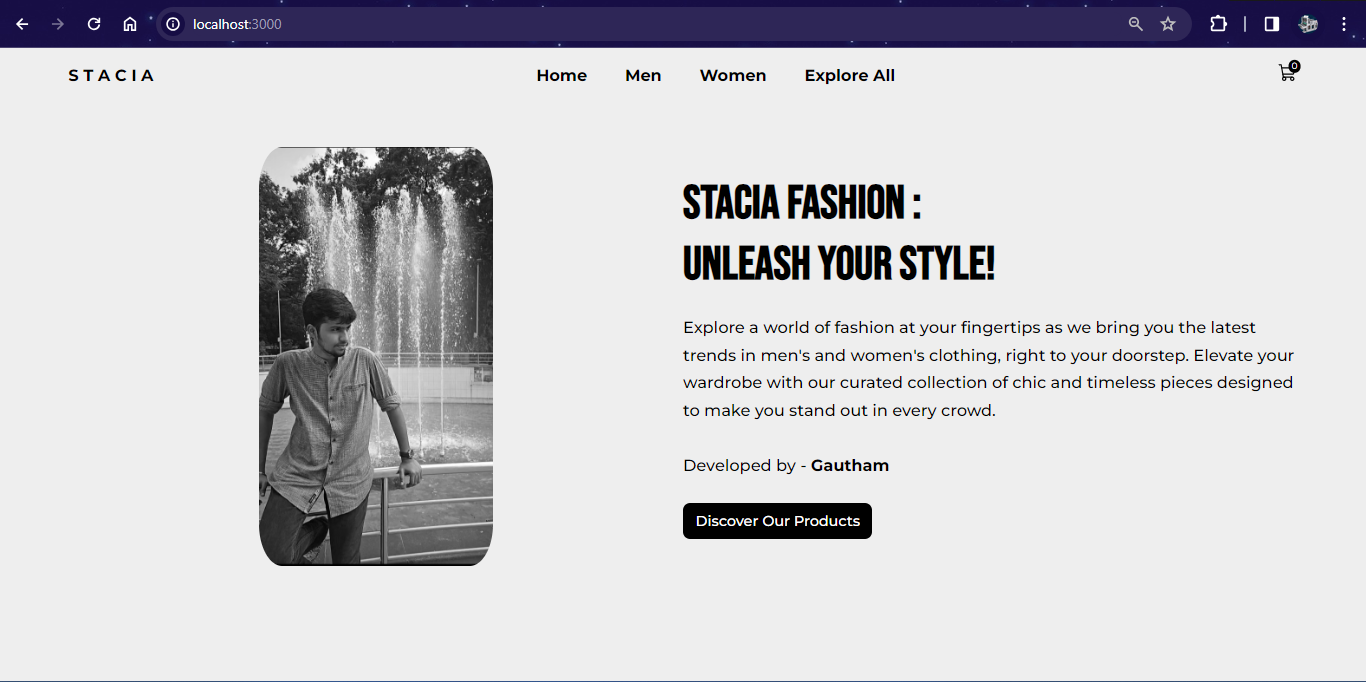 localhost:3000
STACIA
Home Men Women Explore All
0
STACIA FASHION :
UNLEASH YOUR STYLE!
Explore a world of fashion at your fingertips as we bring you the latest
trends in men's and women's clothing, right to your doorstep. Elevate your
wardrobe with our curated collection of chic and timeless pieces designed
to make you stand out in every crowd.
Developed by - Gautham
Discover Our Products